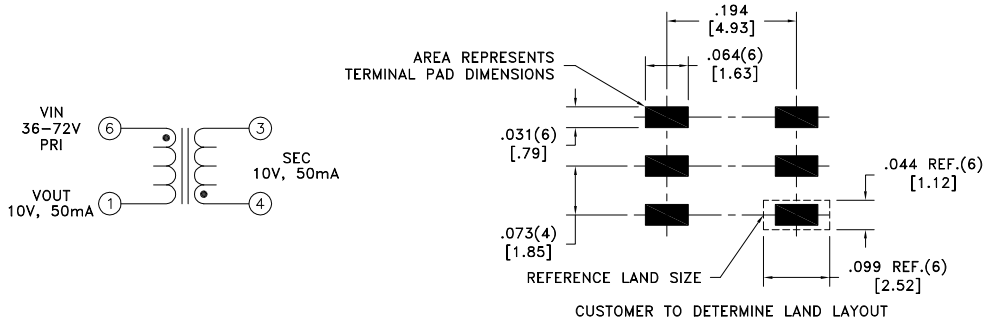 VIN
36-72V
PRI
6
3
SEC
10V, 50mA
VOUT
10V, 50mA
1
4
.194
[4.93]
AREA REPRESENTS
TERMINAL PAD DIMENSIONS
.064(6)
[1.63]
.031(6)
[.79]
.044 REF.(6)
[1.12]
.073(4)
[1.85]
REFERENCE LAND SIZE
.099 REF.(6)
[2.52]
CUSTOMER TO DETERMINE LAND LAYOUT